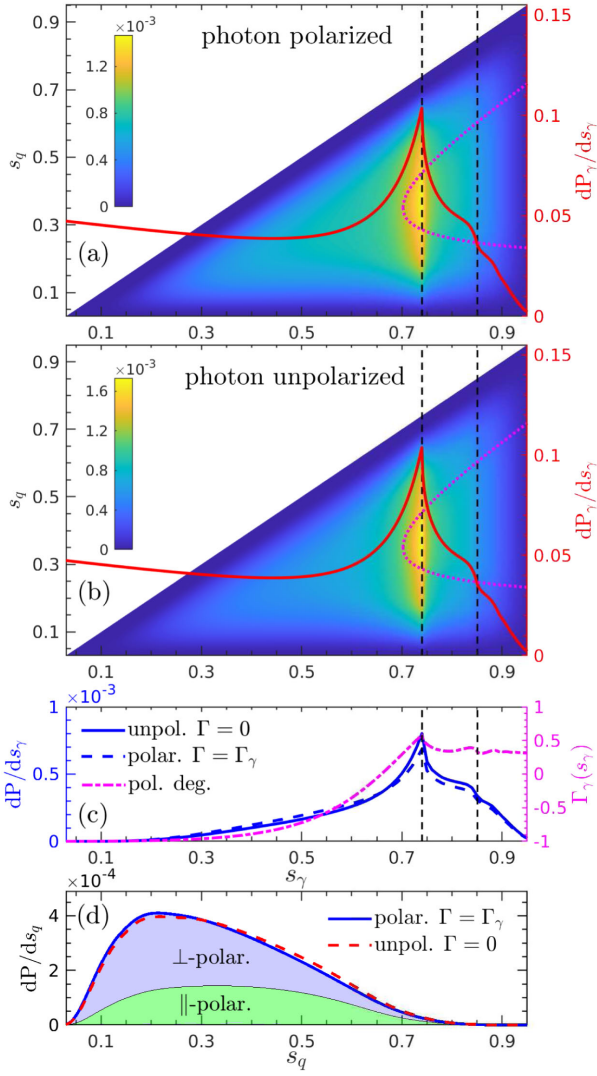 ×10⁻³
photon polarized
1.2
0.8
0.4
0
0.9
0.7
0.5
0.3
0.1
s_q
(a)
0.15
0.1
0.05
0
dP_γ/ds_γ
0.1 0.3 0.5 0.7 0.9
×10⁻³
photon unpolarized
1.6
1.2
0.8
0.4
0
0.9
0.7
0.5
0.3
0.1
s_q
(b)
0.15
0.1
0.05
0
dP_γ/ds_γ
0.1 0.3 0.5 0.7 0.9
×10⁻³
1
0.5
0
dP/ds_γ
unpol. Γ = 0
polar. Γ = Γ_γ
pol. deg.
(c)
1
0.5
0
-0.5
-1
Γ_γ(s_γ)
0.1 0.3 0.5 0.7 0.9
s_γ
×10⁻⁴
4
2
0
dP/ds_q
(d)
polar. Γ = Γ_γ
unpol. Γ = 0
⊥-polar.
∥-polar.
0.1 0.3 0.5 0.7 0.9
s_q